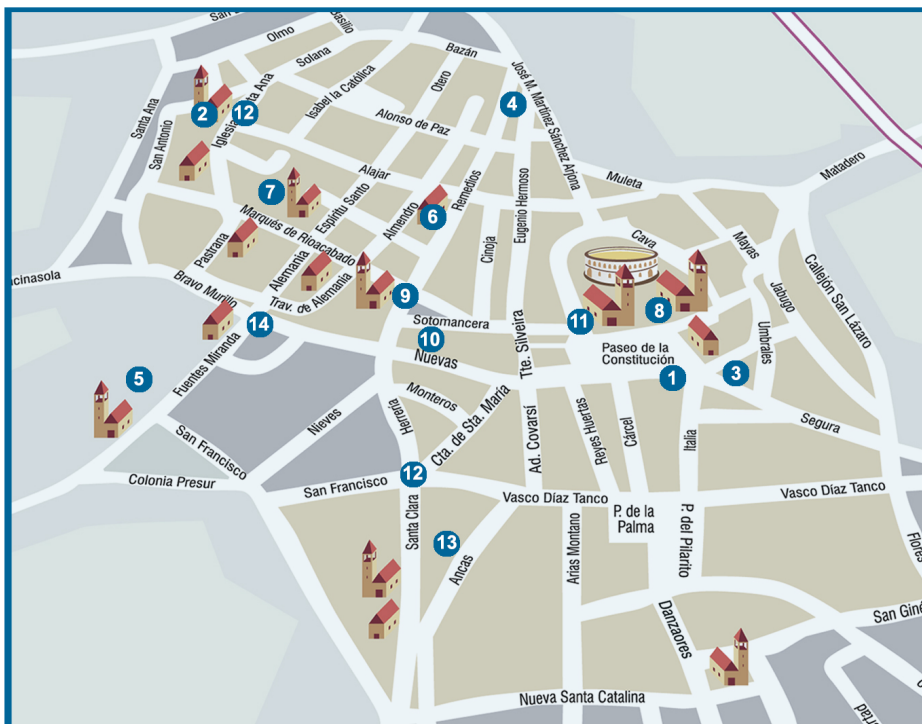 Olmo
Basilio
Solana
Bazán
José M. Martínez Sánchez Arjona
Santa Ana
Iglesia Santa Ana
Isabel la Católica
Otero
4
2
12
Alonso de Paz
San Antonio
Matadero
Alajar
Muleta
7
Espíritu Santo
Almendro
6
Remedios
Eugenio Hermoso
Marqués de Rioacabado
Pastrana
Cinoja
Cava
Mayas
Callejón San Lázaro
Alemania
Trav. de Alemania
Bravo Murillo
9
Jabugo
8
11
14
Sotomancera
10
Nuevas
Tte. Silveira
Paseo de la
Constitución
Umbrales
Fuentes Miranda
5
1
3
Monteros
Herrería
Cta. de Sta. María
Nieves
Ad. Covarsí
Reyes Huertas
Cárcel
Italia
Segura
San Francisco
Colonia Presur
San Francisco
12
Vasco Díaz Tanco
Vasco Díaz Tanco
P. de la
Palma
P. del Pilarito
Santa Clara
13
Ancas
Arias Montano
Danzaores
Nueva Santa Catalina